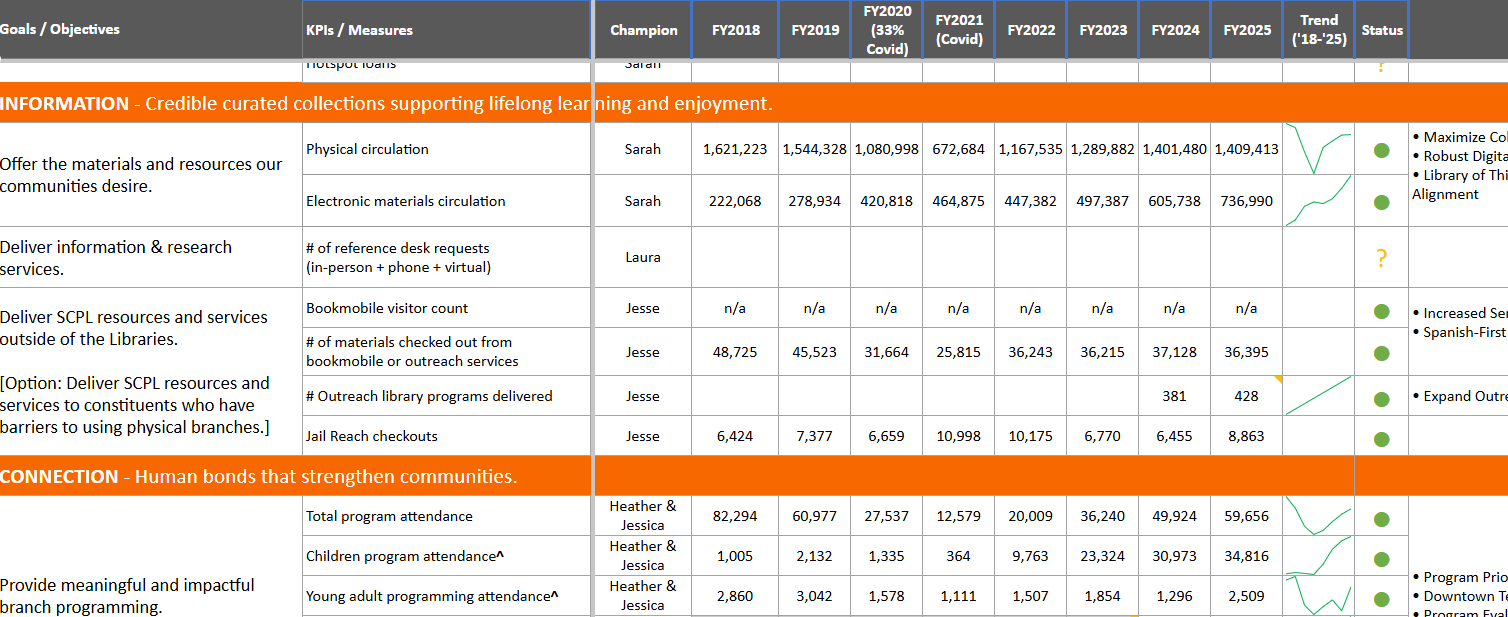 Goals / Objectives KPIs / Measures Champion FY2018 FY2019 FY2020 (33% Covid) FY2021 (Covid) FY2022 FY2023 FY2024 FY2025 Trend ('18-'25) Status
Hotspot loans Sarah ?
INFORMATION - Credible curated collections supporting lifelong learning and enjoyment.
Offer the materials and resources our
communities desire.
Physical circulation Sarah 1,621,223 1,544,328 1,080,998 672,684 1,167,535 1,289,882 1,401,480 1,409,413
• Maximize Col
• Robust Digita
• Library of Thi
Alignment
Electronic materials circulation Sarah 222,068 278,934 420,818 464,875 447,382 497,387 605,738 736,990
Deliver information & research
services.
# of reference desk requests
(in-person + phone + virtual)
Laura ?
Deliver SCPL resources and services
outside of the Libraries.
[Option: Deliver SCPL resources and
services to constituents who have
barriers to using physical branches.]
Bookmobile visitor count Jesse n/a n/a n/a n/a n/a n/a n/a n/a
• Increased Ser
• Spanish-First
# of materials checked out from
bookmobile or outreach services
Jesse 48,725 45,523 31,664 25,815 36,243 36,215 37,128 36,395
# Outreach library programs delivered Jesse 381 428
• Expand Outre
Jail Reach checkouts Jesse 6,424 7,377 6,659 10,998 10,175 6,770 6,455 8,863
CONNECTION - Human bonds that strengthen communities.
Provide meaningful and impactful
branch programming.
Total program attendance Heather & Jessica 82,294 60,977 27,537 12,579 20,009 36,240 49,924 59,656
Children program attendance^ Heather & Jessica 1,005 2,132 1,335 364 9,763 23,324 30,973 34,816
Young adult programming attendance^ Heather & Jessica 2,860 3,042 1,578 1,111 1,507 1,854 1,296 2,509
• Program Prio
• Downtown Te
• Program Eval